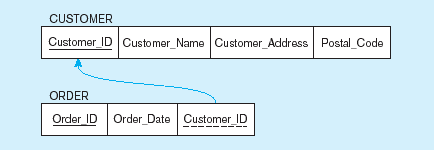 CUSTOMER
Customer_ID Customer_Name Customer_Address Postal_Code
ORDER
Order_ID Order_Date Customer_ID